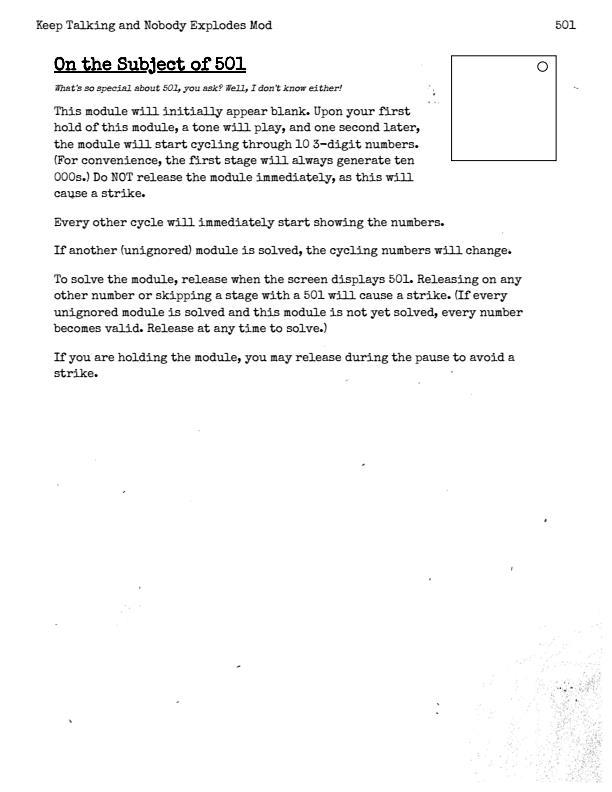 Keep Talking and Nobody Explodes Mod 501
On the Subject of 501
What's so special about 501, you ask? Well, I don't know either!
This module will initially appear blank. Upon your first
hold of this module, a tone will play, and one second later,
the module will start cycling through 10 3-digit numbers.
(For convenience, the first stage will always generate ten
000s.) Do NOT release the module immediately, as this will
cause a strike.
Every other cycle will immediately start showing the numbers.
If another (unignored) module is solved, the cycling numbers will change.
To solve the module, release when the screen displays 501. Releasing on any
other number or skipping a stage with a 501 will cause a strike. (If every
unignored module is solved and this module is not yet solved, every number
becomes valid. Release at any time to solve.)
If you are holding the module, you may release during the pause to avoid a
strike.